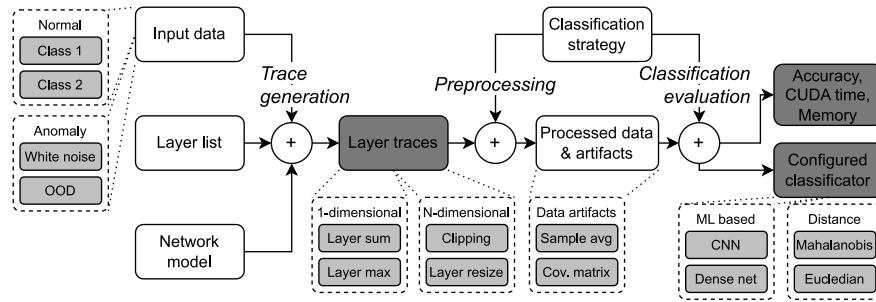 Normal
Class 1
Class 2
Anomaly
White noise
OOD
Input data
Layer list
Network
model
Trace
generation
+
Layer traces
1-dimensional
Layer sum
Layer max
N-dimensional
Clipping
Layer resize
Classification
strategy
Preprocessing
+
Processed data
& artifacts
Data artifacts
Sample avg
Cov. matrix
Classification
evaluation
+
Accuracy,
CUDA time,
Memory
Configured
classificator
ML based
CNN
Dense net
Distance
Mahalanobis
Eucledian